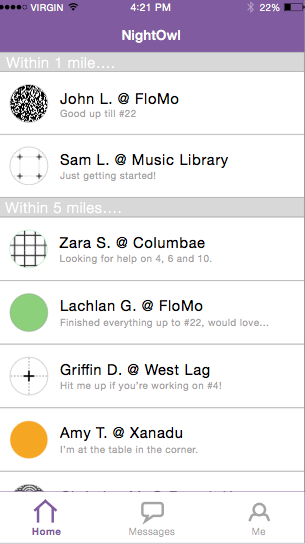 VIRGIN 4:21 PM 22%
NightOwl
Within 1 mile....
John L. @ FloMo
Good up till #22
Sam L. @ Music Library
Just getting started!
Within 5 miles....
Zara S. @ Columbae
Looking for help on 4, 6 and 10.
Lachlan G. @ FloMo
Finished everything up to #22, would love...
Griffin D. @ West Lag
Hit me up if you're working on #4!
Amy T. @ Xanadu
I'm at the table in the corner.
Home Messages Me